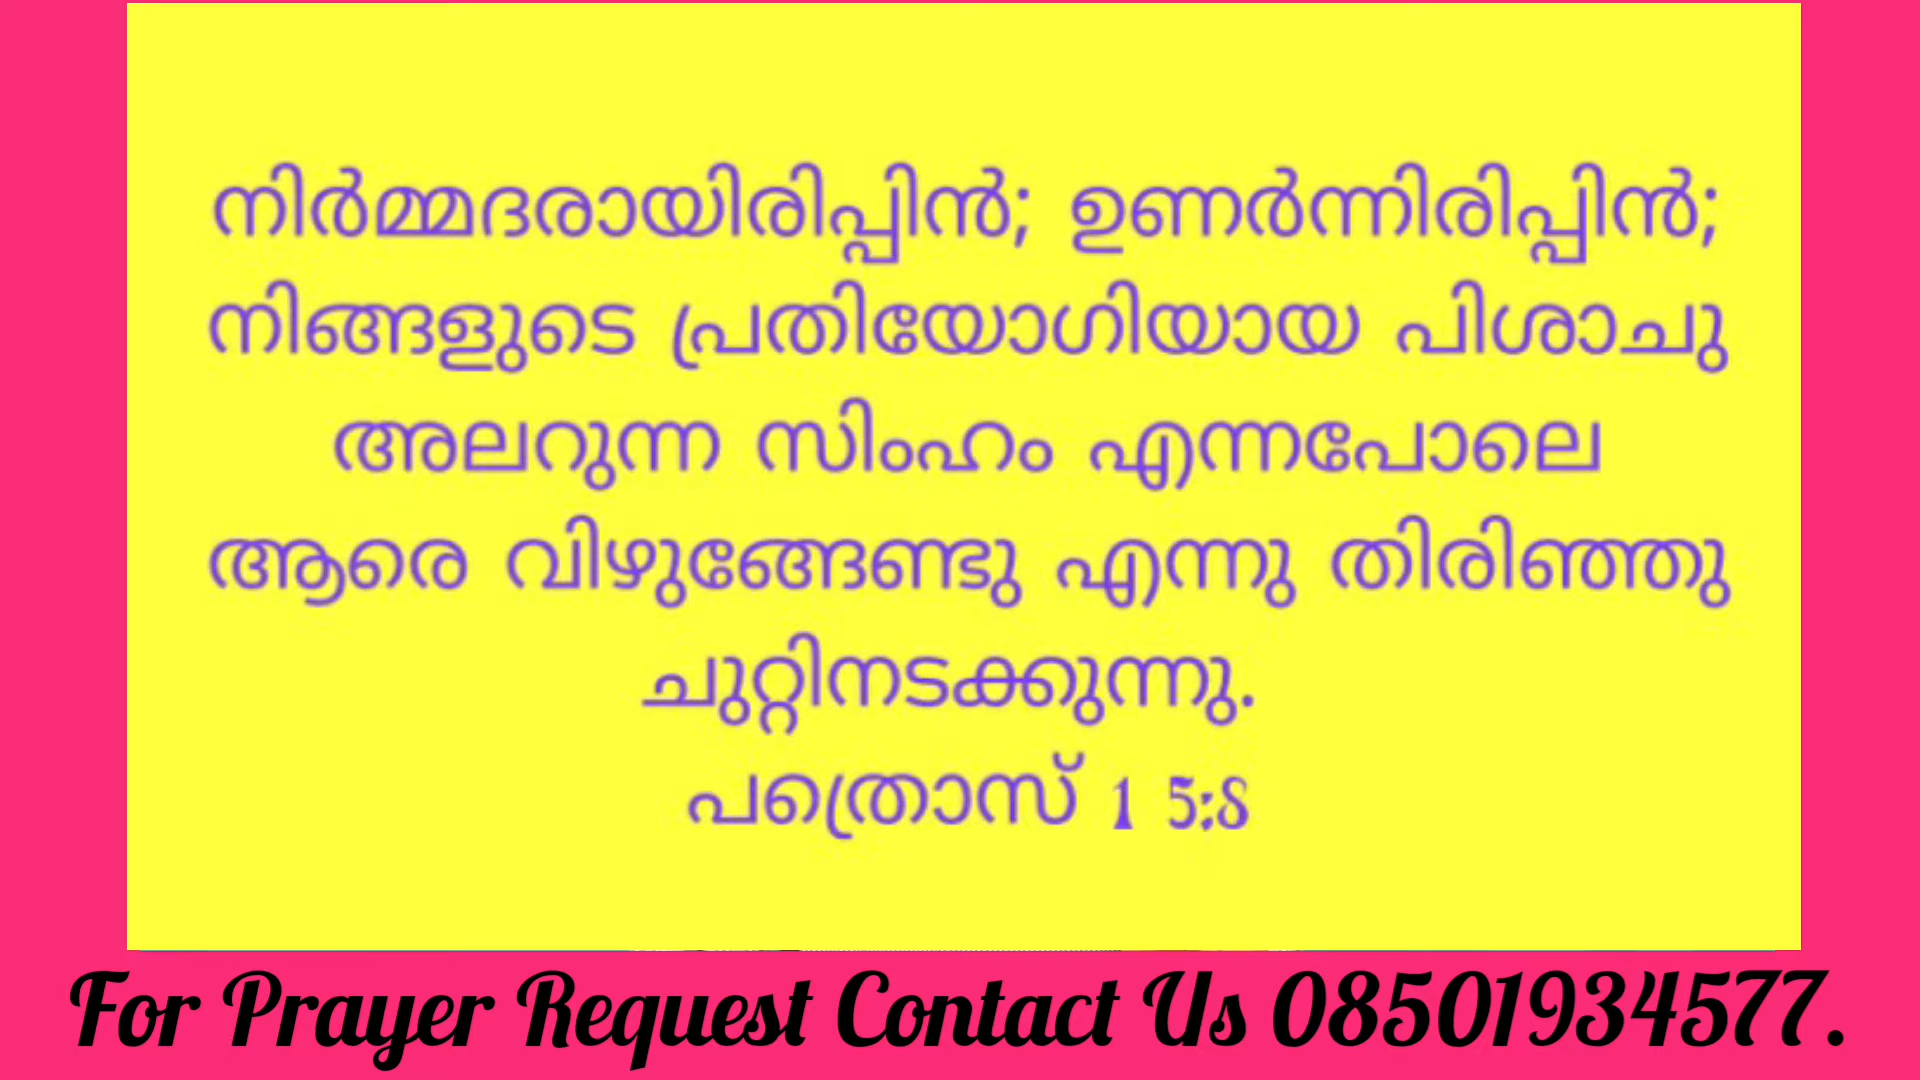 നിർമ്മദരായിരിപ്പിൻ; ഉണർന്നിരിപ്പിൻ;
നിങ്ങളുടെ പ്രതിയോഗിയായ പിശാചു
അലറുന്ന സിംഹം എന്നപോലെ
ആരെ വിഴുങ്ങേണ്ടു എന്നു തിരിഞ്ഞു
ചുറ്റിനടക്കുന്നു.
പത്രൊസ് 1 5:8
For Prayer Request Contact Us 08501934577.